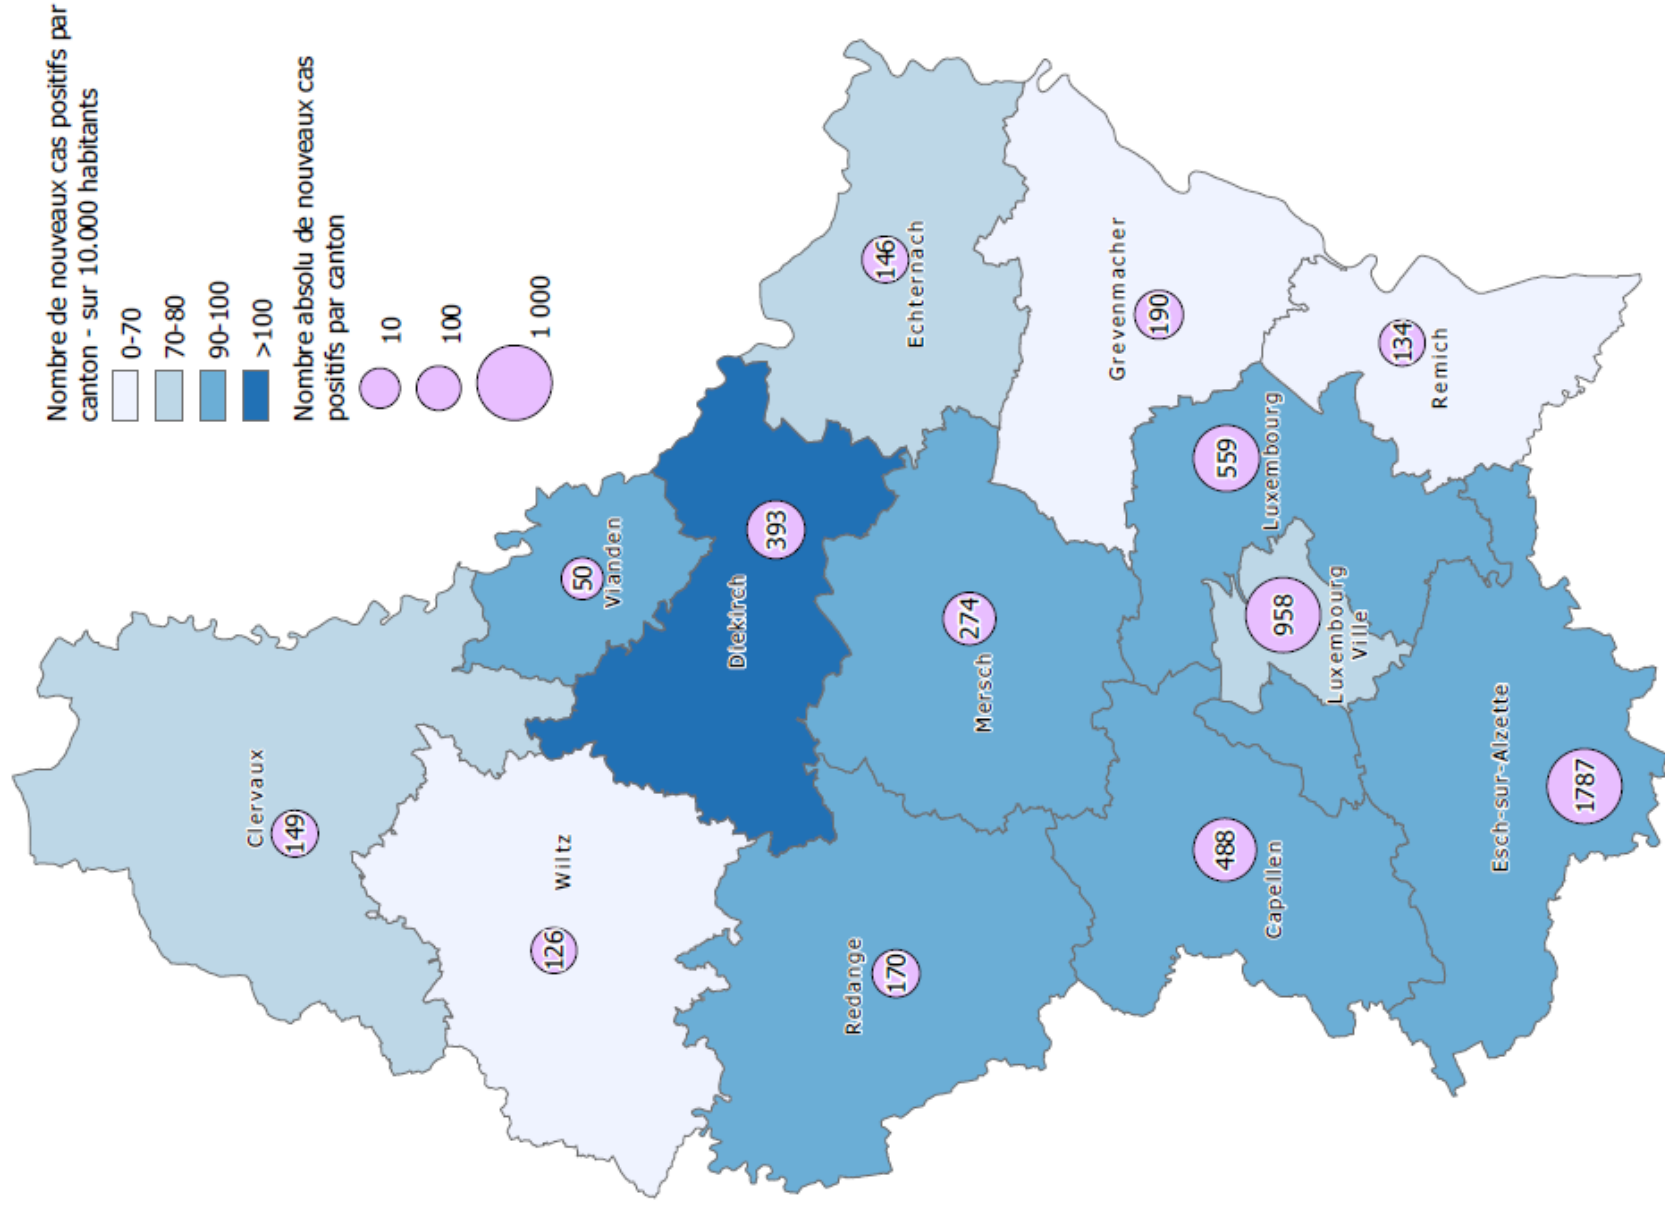 Nombre de nouveaux cas positifs par
canton - sur 10.000 habitants
0-70
70-80
90-100
>100
Nombre absolu de nouveaux cas
positifs par canton
10
100
1 000
Clervaux
149
Wiltz
126
50
Vianden
Diekirch
393
Redange
170
274
Mersch
146
Echternach
Grevenmacher
190
134
Remich
559
Luxembourg
958
Luxembourg
Ville
488
Capellen
Esch-sur-Alzette
1787